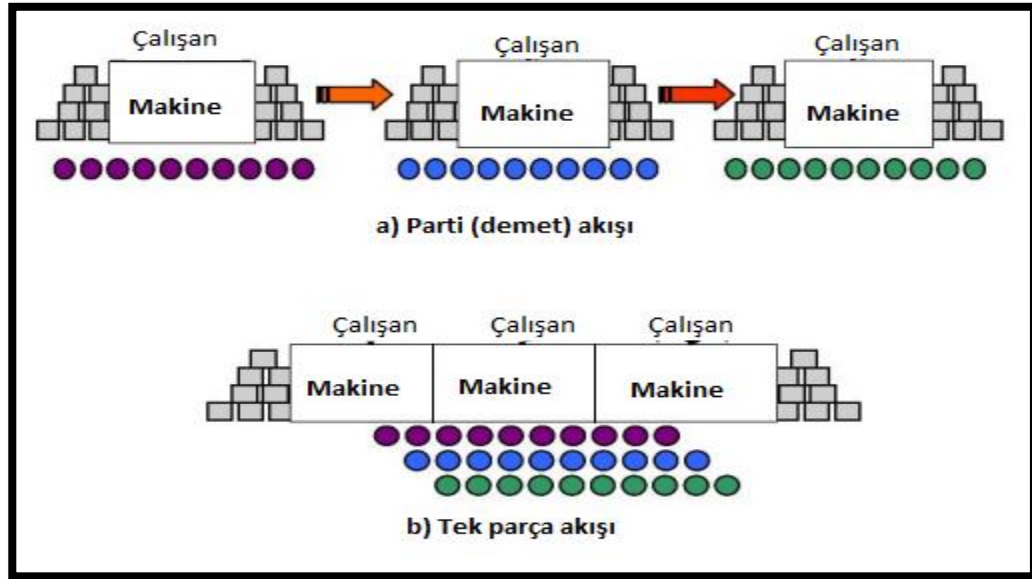 Çalışan Çalışan Çalışan
Makine Makine Makine
a) Parti (demet) akışı
Çalışan Çalışan Çalışan
Makine Makine Makine
b) Tek parça akışı